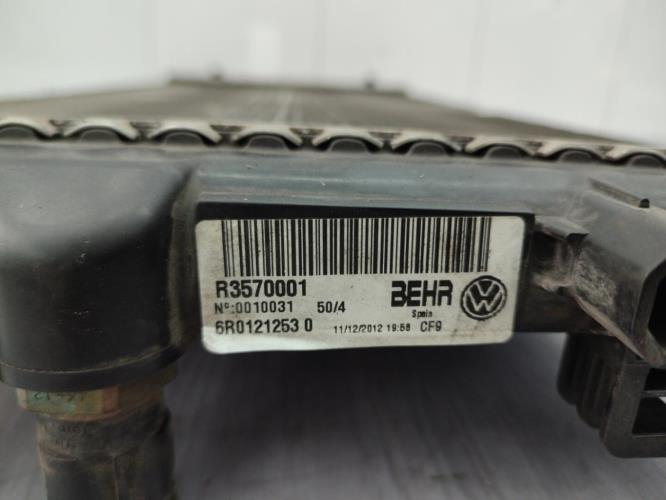 R3570001
Nº:0010031 50/4
BEHR
Spain
6R0121253 0
11/12/2012 19:58 CF9